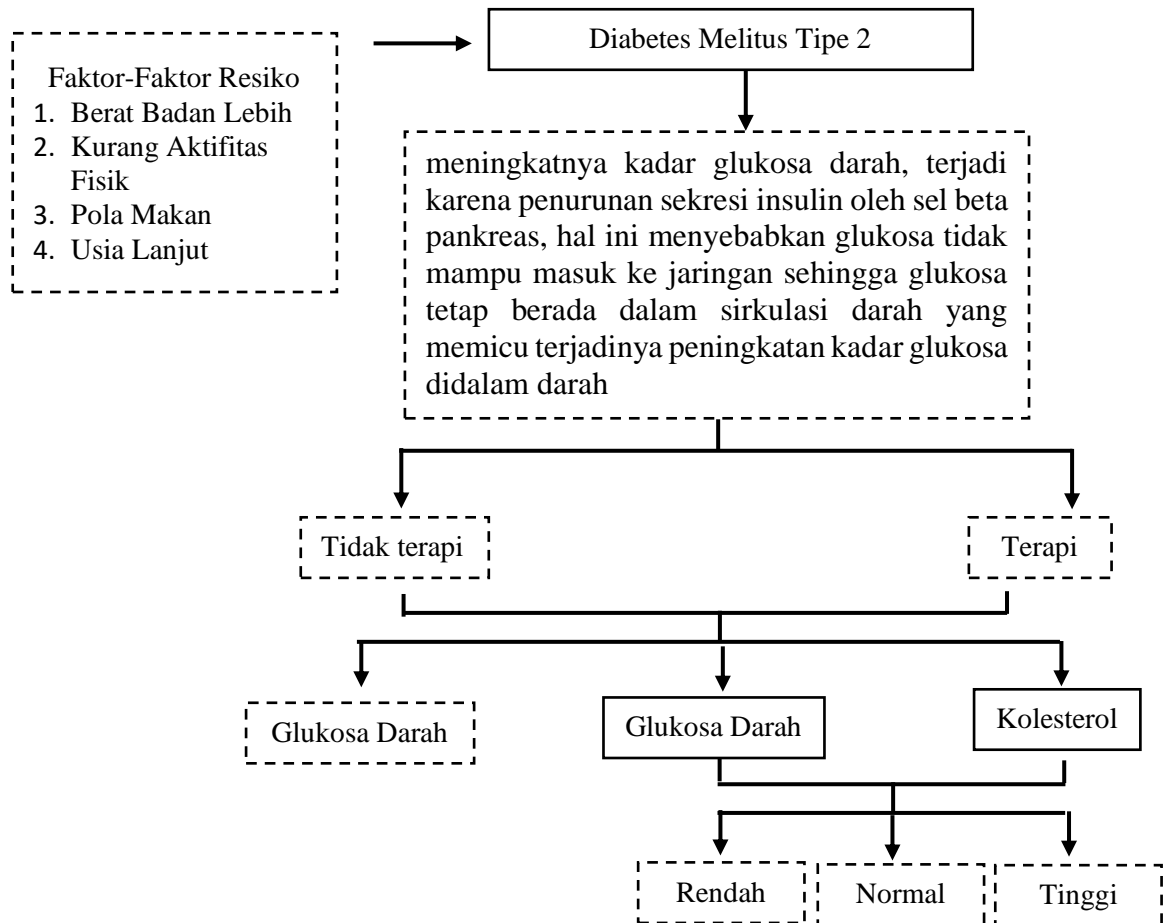 Diabetes Melitus Tipe 2
Faktor-Faktor Resiko
1. Berat Badan Lebih
2. Kurang Aktifitas
Fisik
3. Pola Makan
4. Usia Lanjut
meningkatnya kadar glukosa darah, terjadi
karena penurunan sekresi insulin oleh sel beta
pankreas, hal ini menyebabkan glukosa tidak
mampu masuk ke jaringan sehingga glukosa
tetap berada dalam sirkulasi darah yang
memicu terjadinya peningkatan kadar glukosa
didalam darah
Tidak terapi
Terapi
Glukosa Darah
Glukosa Darah
Kolesterol
Rendah
Normal
Tinggi